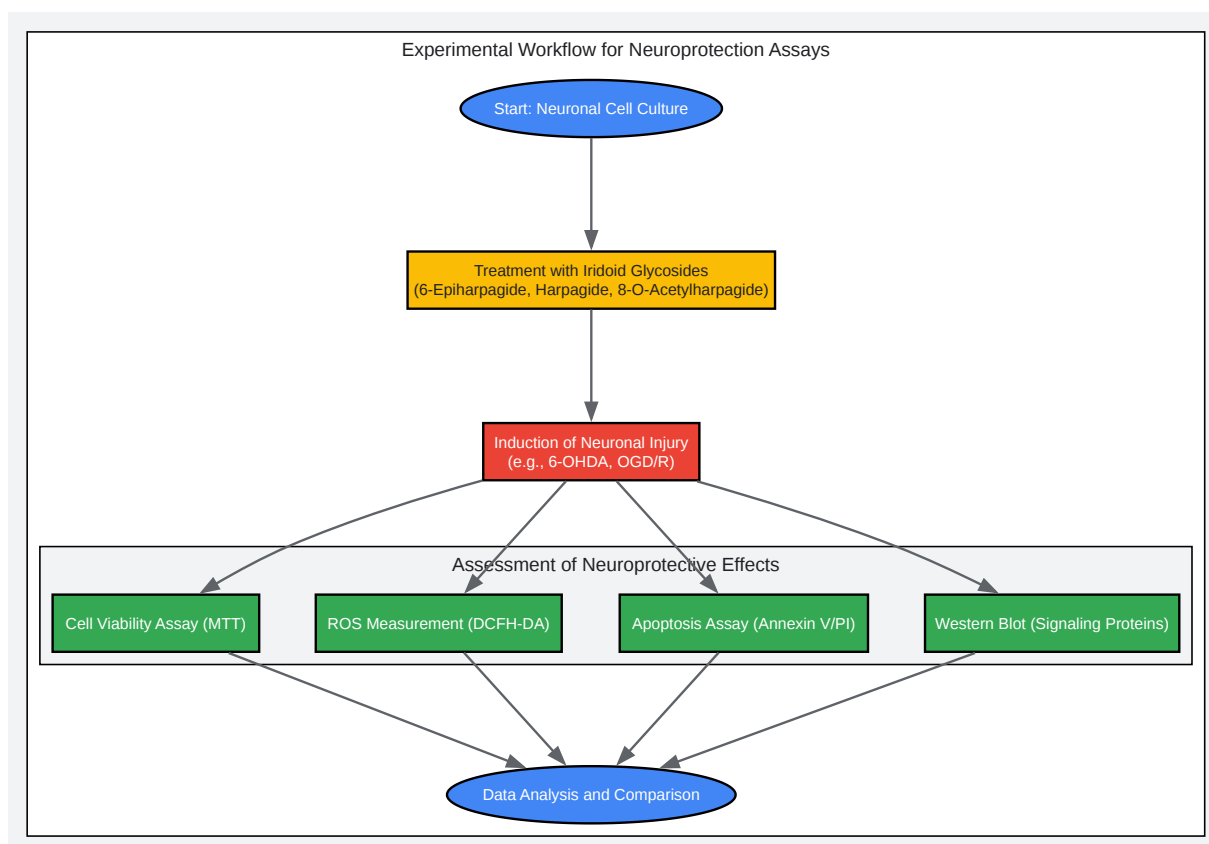 Experimental Workflow for Neuroprotection Assays
Start: Neuronal Cell Culture
Treatment with Iridoid Glycosides
(6-Epiharpagide, Harpagide, 8-O-Acetylharpagide)
Induction of Neuronal Injury
(e.g., 6-OHDA, OGD/R)
Assessment of Neuroprotective Effects
Cell Viability Assay (MTT)
ROS Measurement (DCFH-DA)
Apoptosis Assay (Annexin V/PI)
Western Blot (Signaling Proteins)
Data Analysis and Comparison